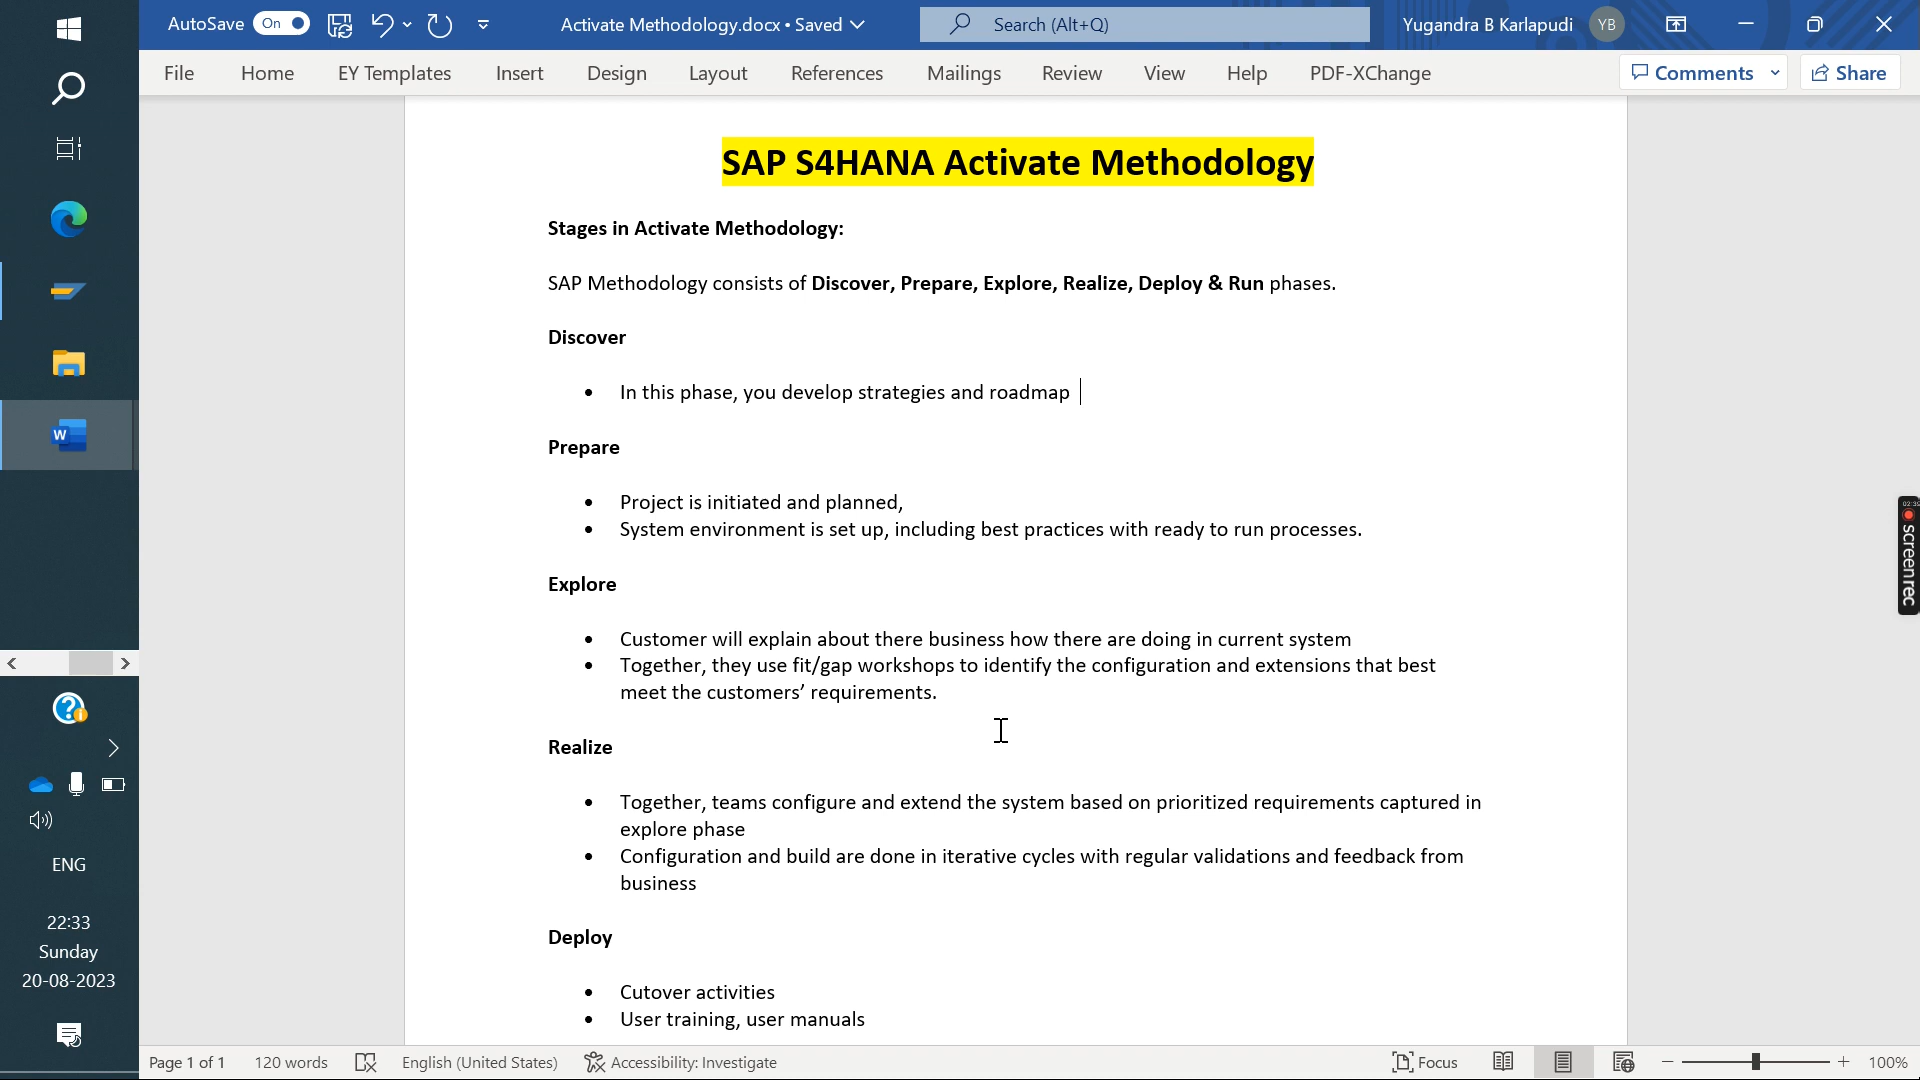 AutoSave On Activate Methodology.docx • Saved Search (Alt+Q) Yugandra B Karlapudi YB
File Home EY Templates Insert Design Layout References Mailings Review View Help PDF-XChange Comments Share
SAP S4HANA Activate Methodology
Stages in Activate Methodology:
SAP Methodology consists of Discover, Prepare, Explore, Realize, Deploy & Run phases.
Discover
• In this phase, you develop strategies and roadmap
Prepare
• Project is initiated and planned,
• System environment is set up, including best practices with ready to run processes.
Explore
• Customer will explain about there business how there are doing in current system
• Together, they use fit/gap workshops to identify the configuration and extensions that best
meet the customers’ requirements.
Realize
• Together, teams configure and extend the system based on prioritized requirements captured in
explore phase
• Configuration and build are done in iterative cycles with regular validations and feedback from
business
Deploy
• Cutover activities
• User training, user manuals
Page 1 of 1 120 words English (United States) Accessibility: Investigate Focus 100%
W
ENG
22:33
Sunday
20-08-2023
screenrec